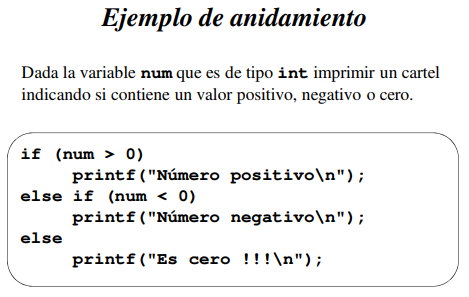 Ejemplo de anidamiento
Dada la variable num que es de tipo int imprimir un cartel
indicando si contiene un valor positivo, negativo o cero.
if (num > 0)
     printf("Número positivo\n");
else if (num < 0)
     printf("Número negativo\n");
else
     printf("Es cero !!!\n");